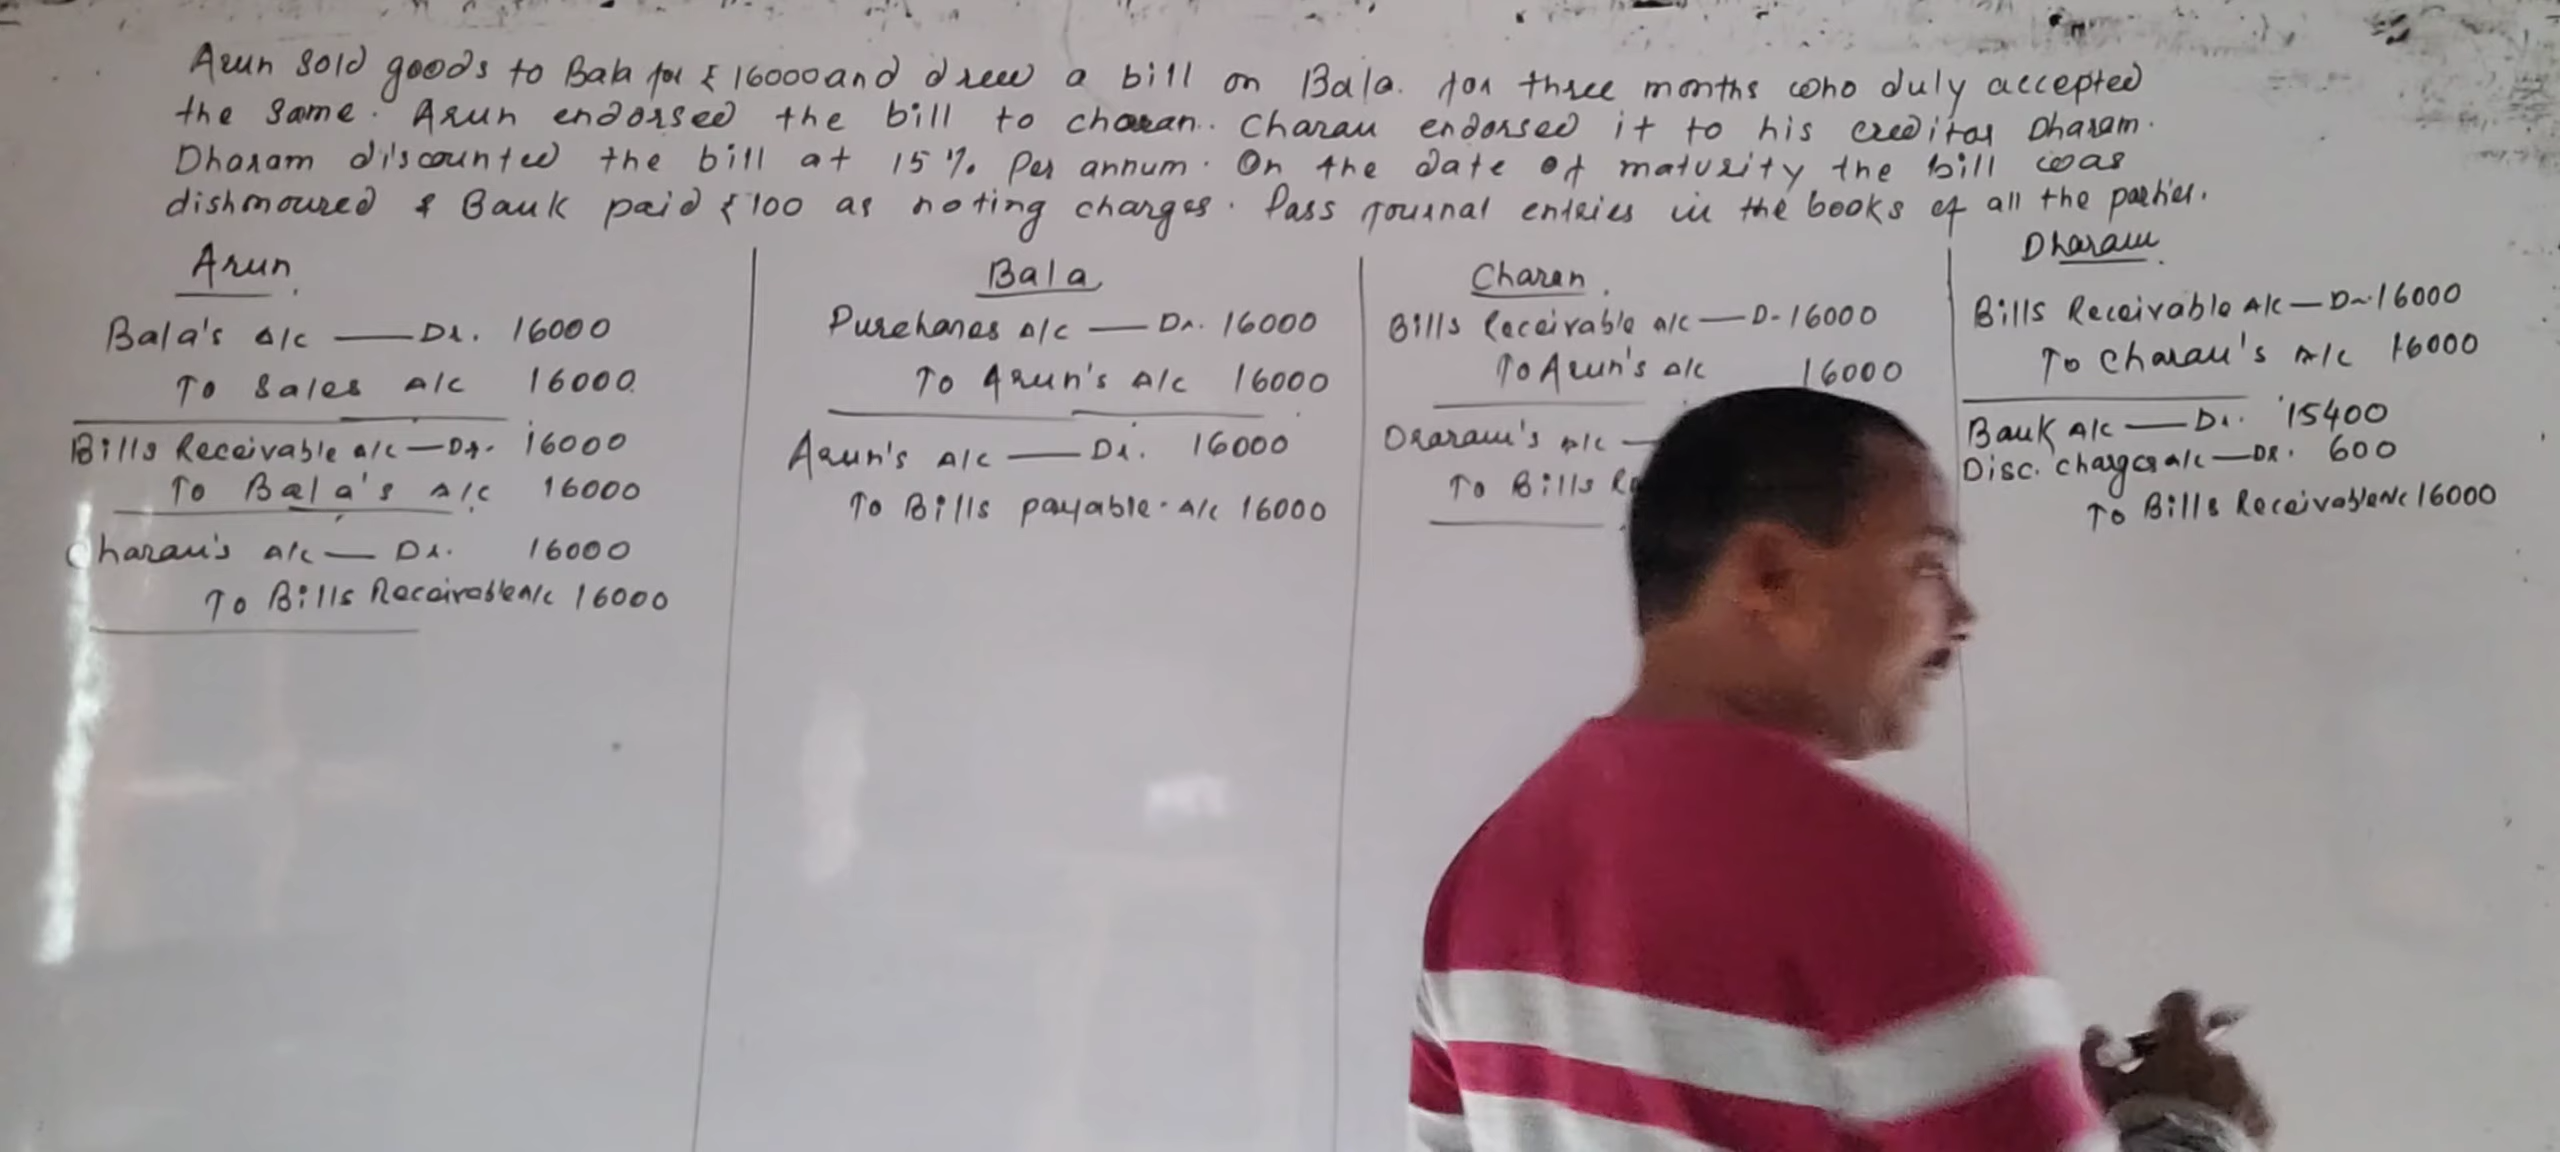 Arun sold goods to Bala for ₹ 16000 and drew a bill on Bala. for three months who duly accepted
the same. Arun endorsed the bill to charan. Charan endorsed it to his creditor Dharam.
Dharam discounted the bill at 15% Per annum. On the date of maturity the bill was
dishmoured & Bank paid ₹100 as noting charges. Pass journal entries in the books of all the parties.
Arun
Bala's A/c — Dr. 16000
To Sales A/c 16000
Bills Receivable a/c — Dr. 16000
To Bala's A/c 16000
Charan's A/c — Dr. 16000
To Bills Receivable A/c 16000
Bala
Purchases A/c — Dr. 16000
To Arun's A/c 16000
Arun's A/c — Dr. 16000
To Bills payable A/c 16000
Charan
Bills Receivable a/c — D- 16000
To Arun's a/c 16000
A/c —
To Bills
Dharam
Bills Receivable A/c — Dr. 16000
To Charan's A/c 16000
Bank A/c — Dr. 15400
Disc. charges a/c — DR. 600
To Bills Receivable A/c 16000